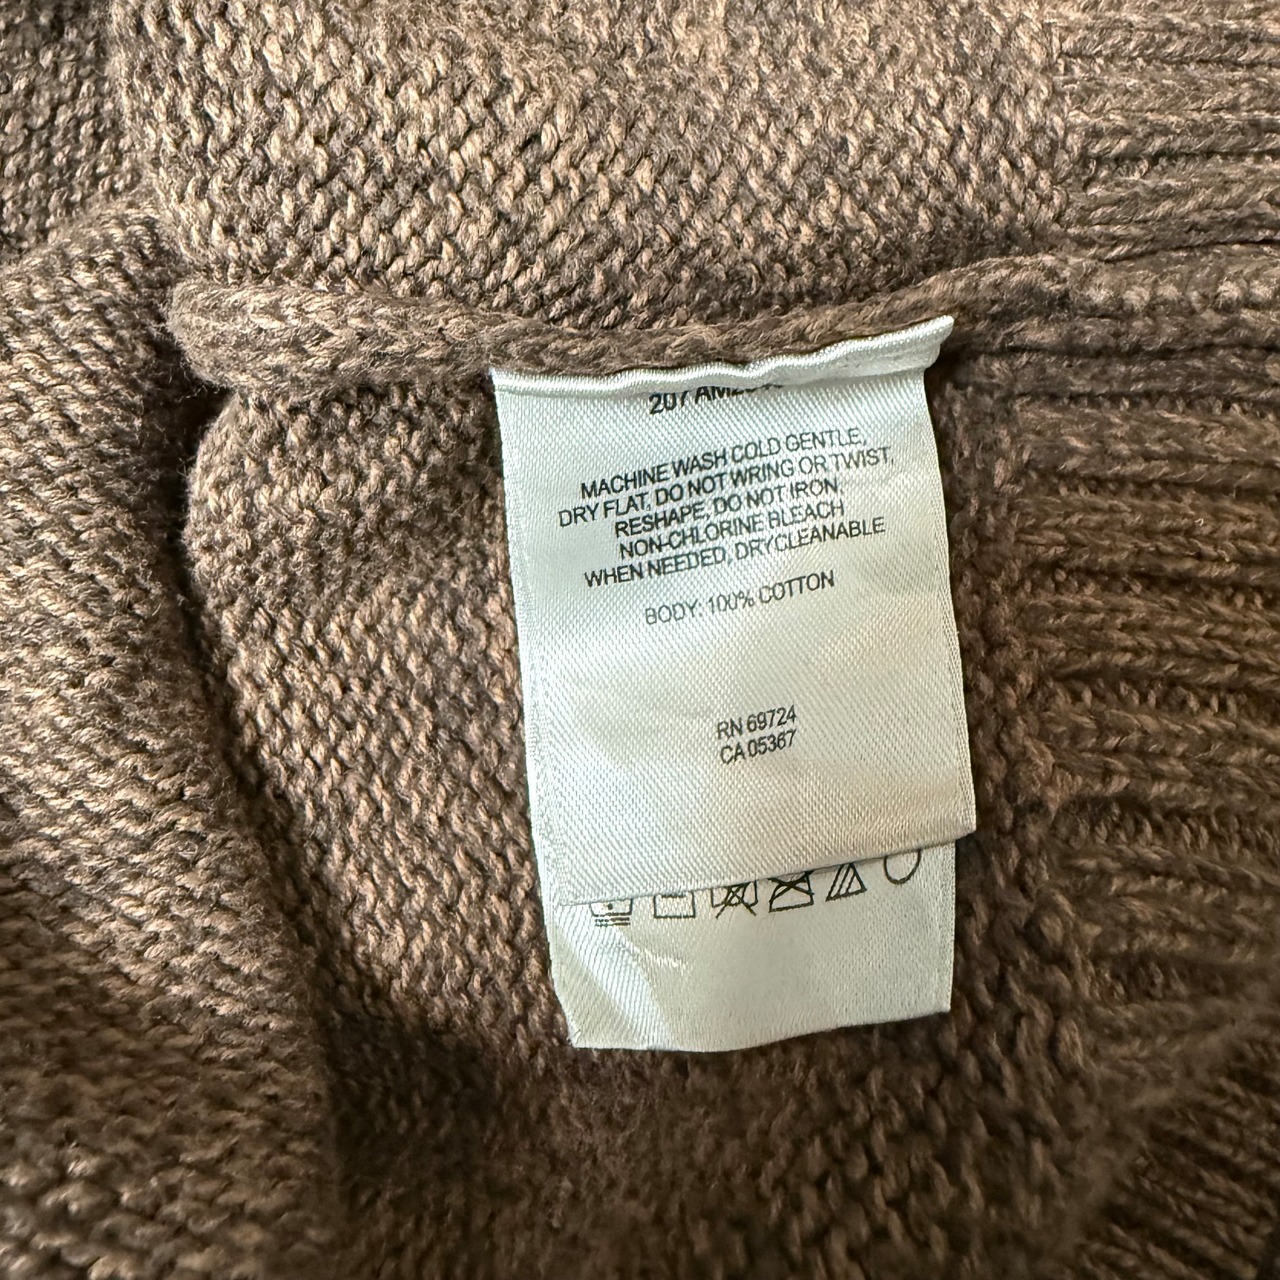 MACHINE WASH COLD GENTLE,
DRY FLAT, DO NOT WRING OR TWIST,
RESHAPE, DO NOT IRON,
NON-CHLORINE BLEACH
WHEN NEEDED, DRYCLEANABLE
BODY: 100% COTTON
RN 69724
CA 05367